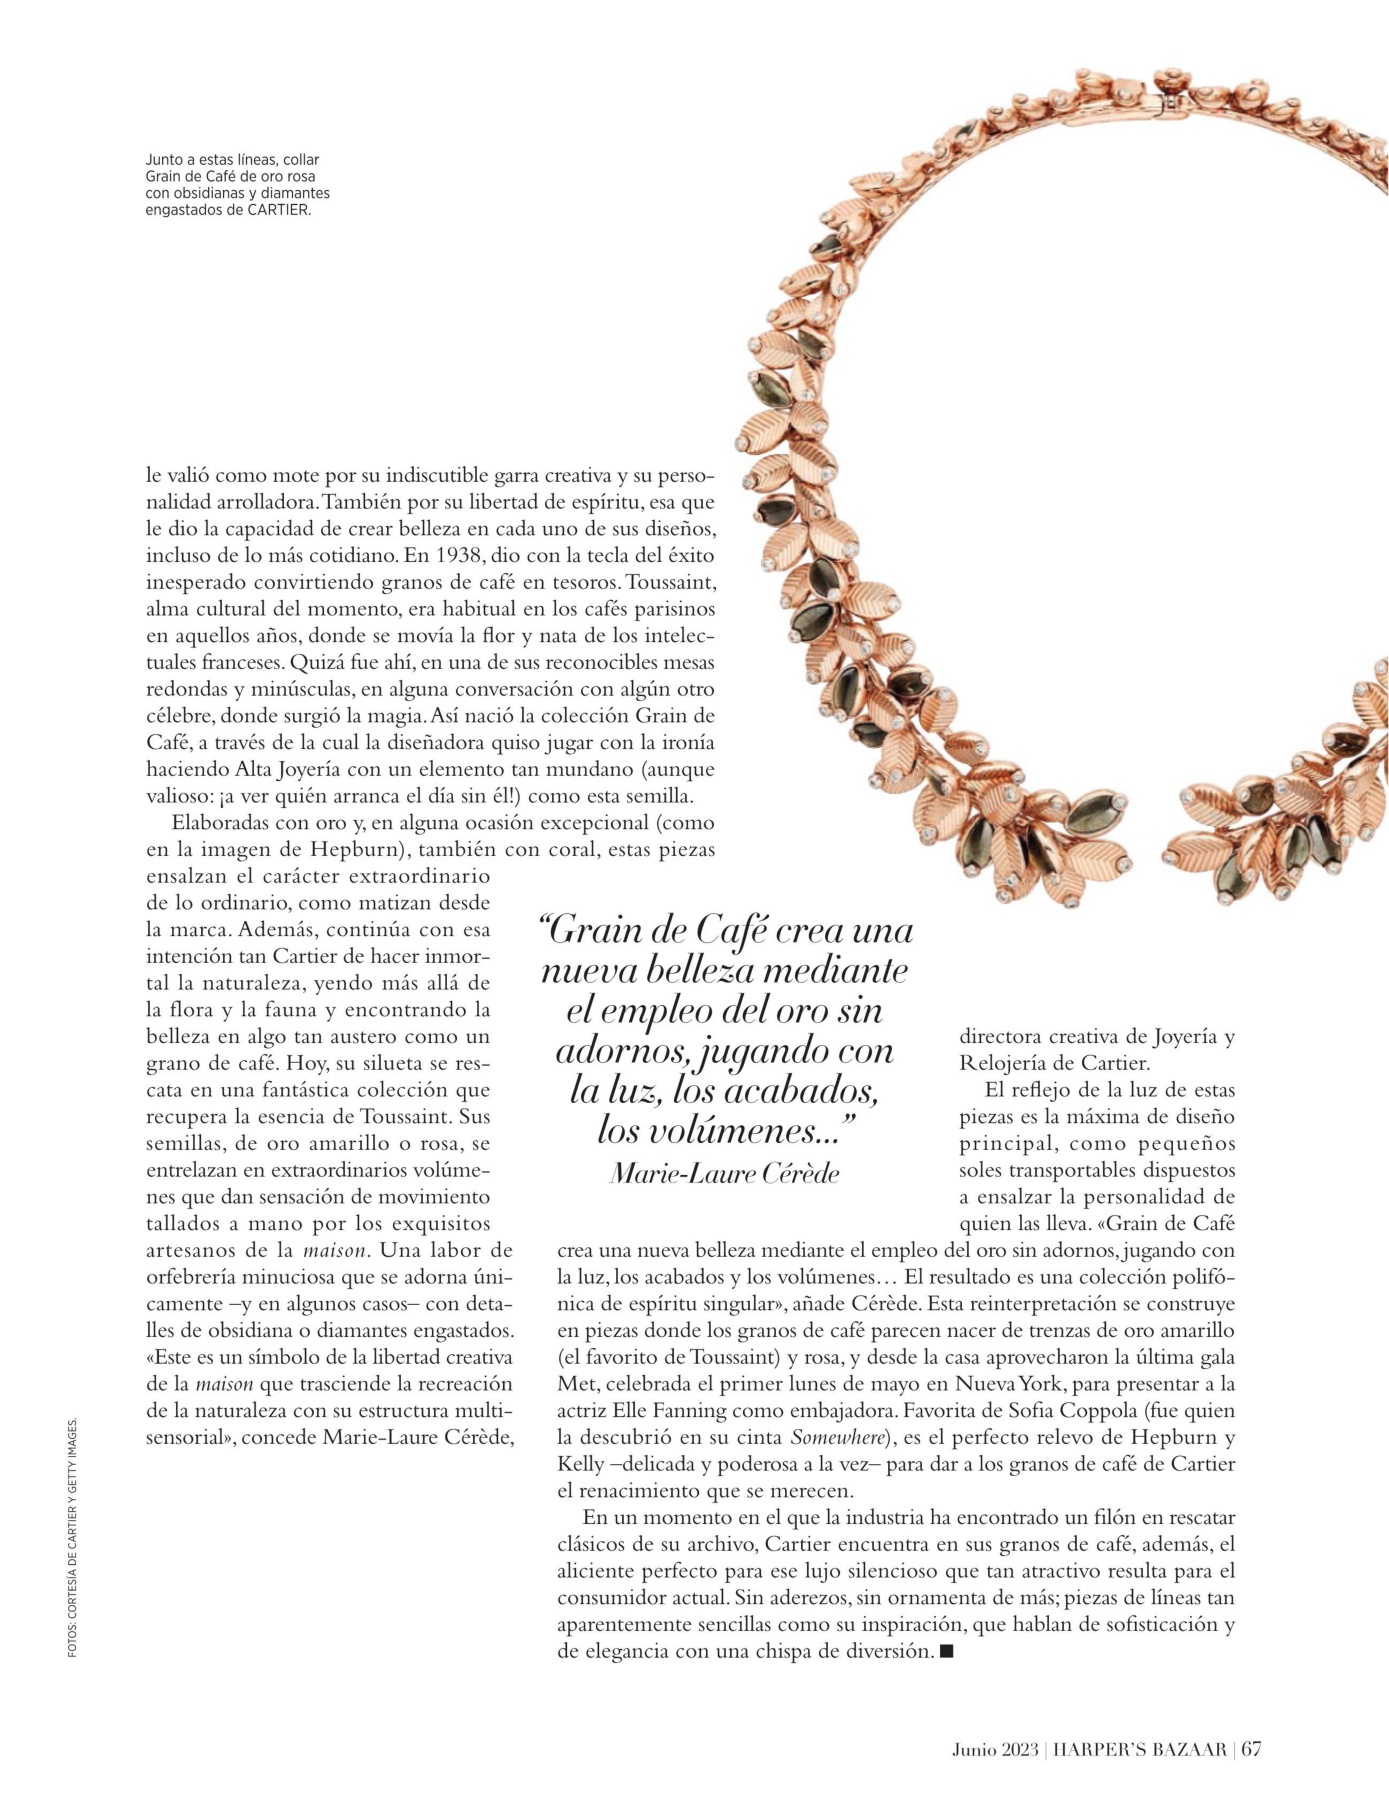 Junto a estas líneas, collar
Grain de Café de oro rosa
con obsidianas y diamantes
engastados de CARTIER.
le valió como mote por su indiscutible garra creativa y su perso-
nalidad arrolladora. También por su libertad de espíritu, esa que
le dio la capacidad de crear belleza en cada uno de sus diseños,
incluso de lo más cotidiano. En 1938, dio con la tecla del éxito
inesperado convirtiendo granos de café en tesoros. Toussaint,
alma cultural del momento, era habitual en los cafés parisinos
en aquellos años, donde se movía la flor y nata de los intelec-
tuales franceses. Quizá fue ahí, en una de sus reconocibles mesas
redondas y minúsculas, en alguna conversación con algún otro
célebre, donde surgió la magia. Así nació la colección Grain de
Café, a través de la cual la diseñadora quiso jugar con la ironía
haciendo Alta Joyería con un elemento tan mundano (aunque
valioso: ¡a ver quién arranca el día sin él!) como esta semilla.
Elaboradas con oro y, en alguna ocasión excepcional (como
en la imagen de Hepburn), también con coral, estas piezas
ensalzan el carácter extraordinario
de lo ordinario, como matizan desde
la marca. Además, continúa con esa
intención tan Cartier de hacer inmor-
tal la naturaleza, yendo más allá de
la flora y la fauna y encontrando la
belleza en algo tan austero como un
grano de café. Hoy, su silueta se res-
cata en una fantástica colección que
recupera la esencia de Toussaint. Sus
semillas, de oro amarillo o rosa, se
entrelazan en extraordinarios volúme-
nes que dan sensación de movimiento
tallados a mano por los exquisitos
artesanos de la maison. Una labor de
orfebrería minuciosa que se adorna úni-
camente –y en algunos casos– con deta-
lles de obsidiana o diamantes engastados.
«Este es un símbolo de la libertad creativa
de la maison que trasciende la recreación
de la naturaleza con su estructura multi-
sensorial», concede Marie-Laure Cérède,
“Grain de Café crea una
nueva belleza mediante
el empleo del oro sin
adornos, jugando con
la luz, los acabados,
los volúmenes...”
Marie-Laure Cérède
directora creativa de Joyería y
Relojería de Cartier.
El reflejo de la luz de estas
piezas es la máxima de diseño
principal, como pequeños
soles transportables dispuestos
a ensalzar la personalidad de
quien las lleva. «Grain de Café
crea una nueva belleza mediante el empleo del oro sin adornos, jugando con
la luz, los acabados y los volúmenes… El resultado es una colección polifó-
nica de espíritu singular», añade Cérède. Esta reinterpretación se construye
en piezas donde los granos de café parecen nacer de trenzas de oro amarillo
(el favorito de Toussaint) y rosa, y desde la casa aprovecharon la última gala
Met, celebrada el primer lunes de mayo en Nueva York, para presentar a la
actriz Elle Fanning como embajadora. Favorita de Sofia Coppola (fue quien
la descubrió en su cinta Somewhere), es el perfecto relevo de Hepburn y
Kelly –delicada y poderosa a la vez– para dar a los granos de café de Cartier
el renacimiento que se merecen.
En un momento en el que la industria ha encontrado un filón en rescatar
clásicos de su archivo, Cartier encuentra en sus granos de café, además, el
aliciente perfecto para ese lujo silencioso que tan atractivo resulta para el
consumidor actual. Sin aderezos, sin ornamenta de más; piezas de líneas tan
aparentemente sencillas como su inspiración, que hablan de sofisticación y
de elegancia con una chispa de diversión. ■
FOTOS: CORTESÍA DE CARTIER Y GETTY IMAGES.
Junio 2023 | HARPER’S BAZAAR | 67